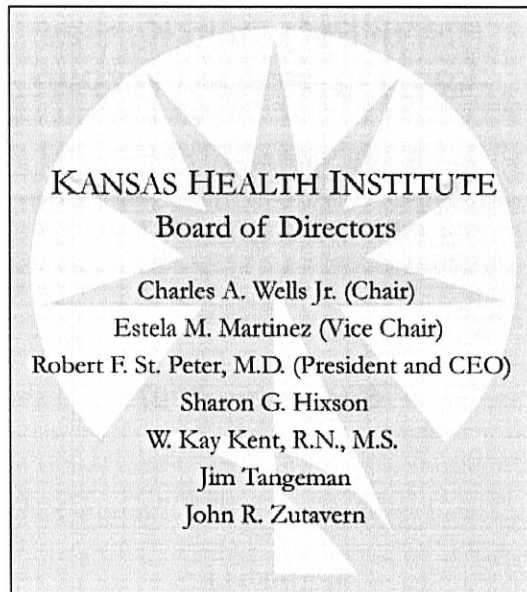 KANSAS HEALTH INSTITUTE
Board of Directors
Charles A. Wells Jr. (Chair)
Estela M. Martinez (Vice Chair)
Robert F. St. Peter, M.D. (President and CEO)
Sharon G. Hixson
W. Kay Kent, R.N., M.S.
Jim Tangeman
John R. Zutavern